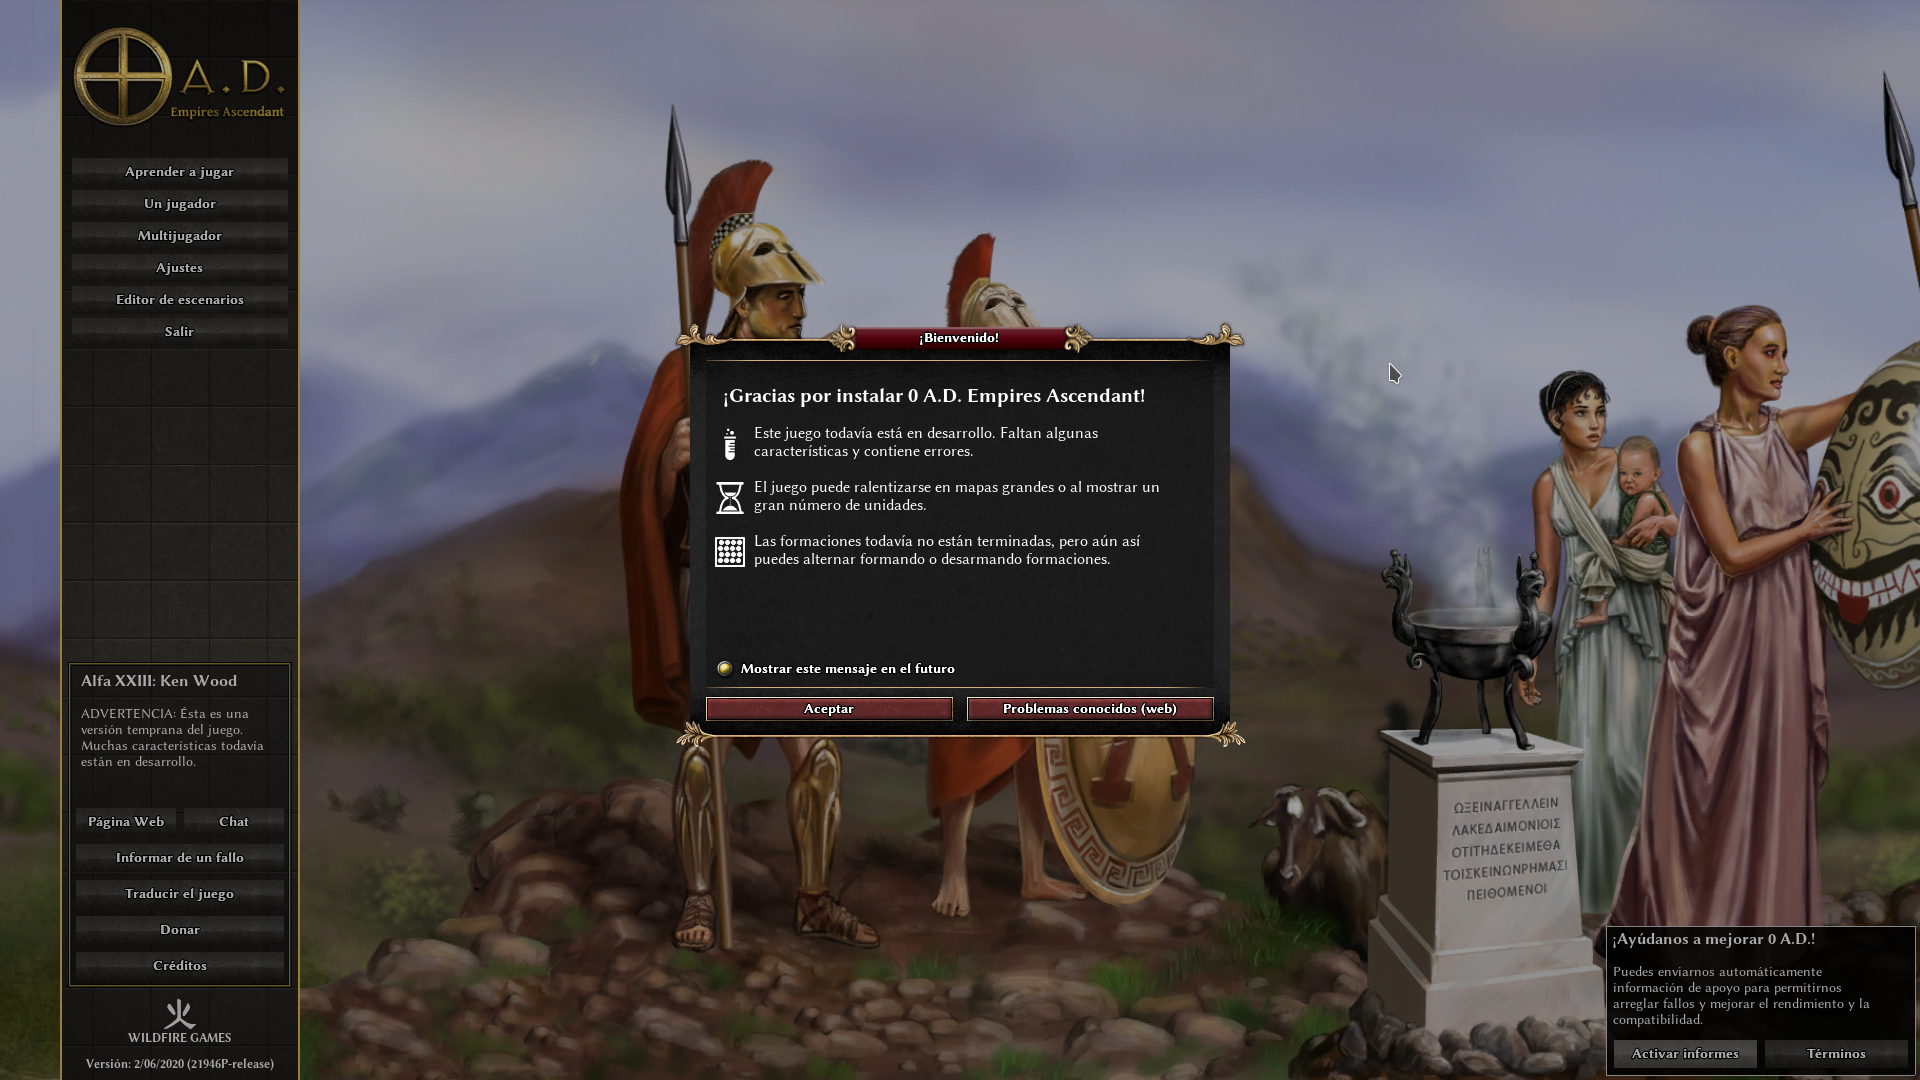 A.D.
Empires Ascendant
Aprender a jugar
Un jugador
Multijugador
Ajustes
Editor de escenarios
Salir
¡Bienvenido!
¡Gracias por instalar 0 A.D. Empires Ascendant!
Este juego todavía está en desarrollo. Faltan algunas
características y contiene errores.
El juego puede ralentizarse en mapas grandes o al mostrar un
gran número de unidades.
Las formaciones todavía no están terminadas, pero aún así
puedes alternar formando o desarmando formaciones.
Mostrar este mensaje en el futuro
Aceptar
Problemas conocidos (web)
Alfa XXIII: Ken Wood
ADVERTENCIA: Ésta es una
versión temprana del juego.
Muchas características todavía
están en desarrollo.
Página Web
Chat
Informar de un fallo
Traducir el juego
Donar
Créditos
WILDFIRE GAMES
Versión: 2/06/2020 (21946P-release)
ΩΞΕΙΝΑΓΓΕΛΛΕΙΝ
ΛΑΚΕΔΑΙΜΟΝΙΟΙΣ
ΟΤΙΤΗΔΕΚΕΙΜΕΘΑ
ΤΟΙΣΚΕΙΝΩΝΡΗΜΑΣΙ
ΠΕΙΘΟΜΕΝΟΙ
¡Ayúdanos a mejorar 0 A.D.!
Puedes enviarnos automáticamente
información de apoyo para permitirnos
arreglar fallos y mejorar el rendimiento y la
compatibilidad.
Activar informes
Términos